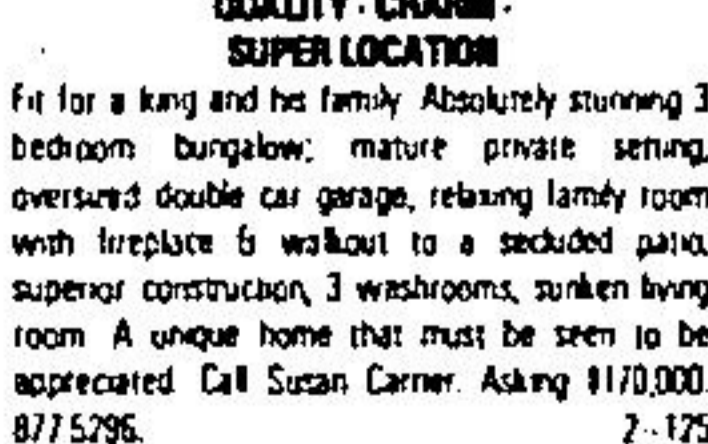 QUALITY - CHARM -
SUPER LOCATION
Fit for a king and his family. Absolutely stunning 3
bedroom bungalow; mature private setting,
oversized double car garage, relaxing family room
with fireplace & walkout to a secluded patio,
superior construction, 3 washrooms, sunken living
room. A unique home that must be seen to be
appreciated. Call Susan Carner. Asking $170,000.
877 5296. 2--125